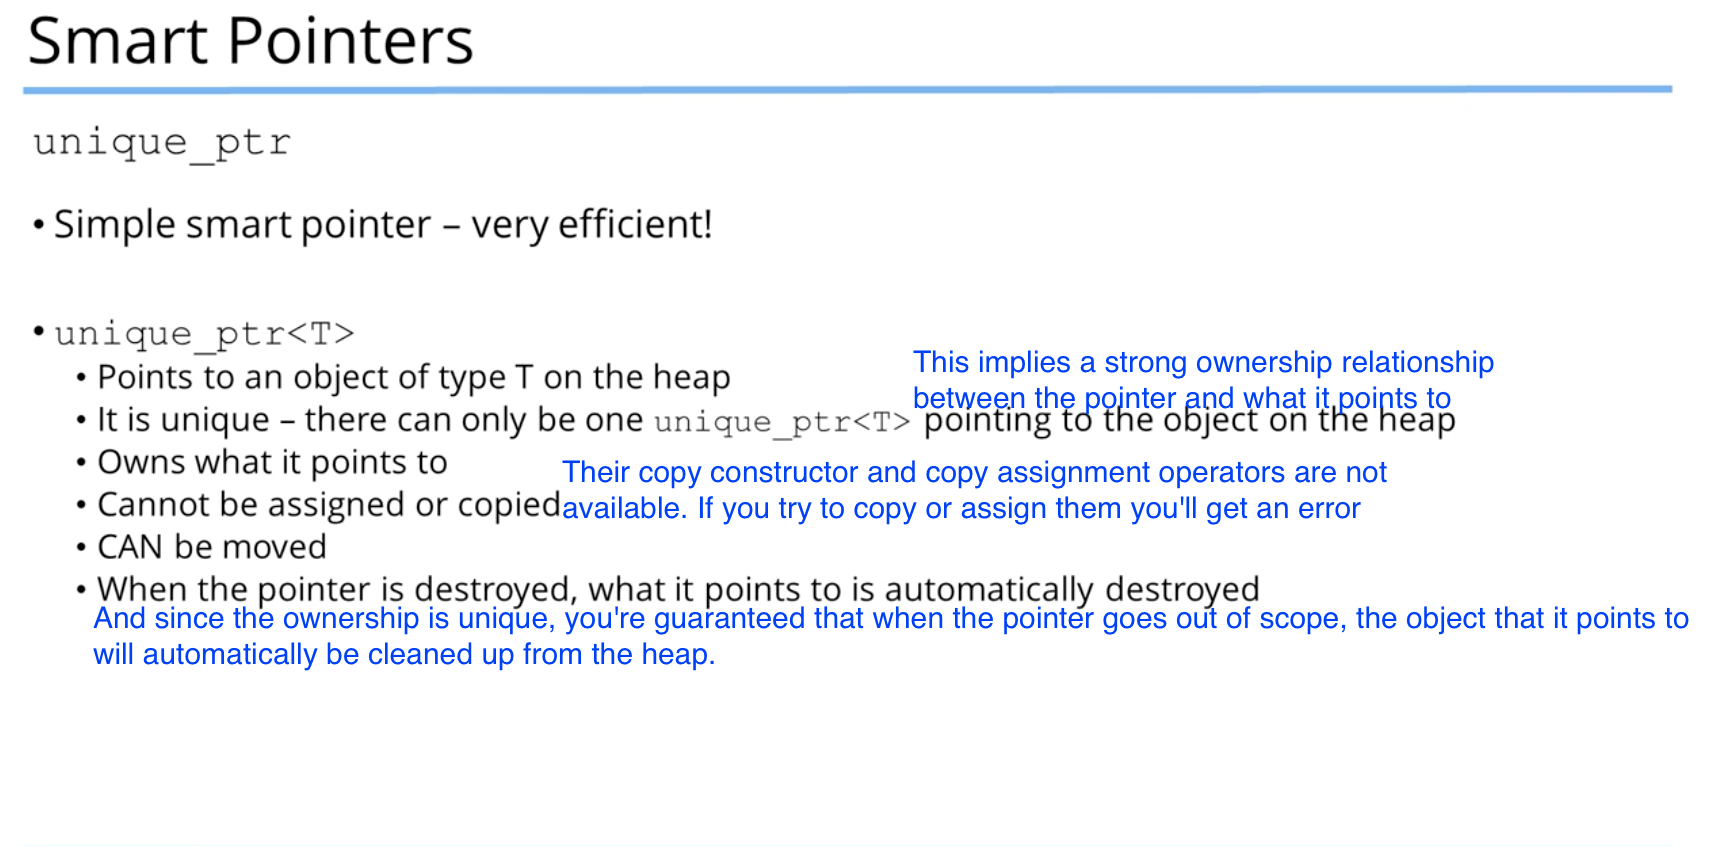 Smart Pointers
unique_ptr
• Simple smart pointer – very efficient!
• unique_ptr<T>
• Points to an object of type T on the heap
This implies a strong ownership relationship
between the pointer and what it points to
• It is unique – there can only be one unique_ptr<T> pointing to the object on the heap
• Owns what it points to
Their copy constructor and copy assignment operators are not
• Cannot be assigned or copied
available. If you try to copy or assign them you'll get an error
• CAN be moved
• When the pointer is destroyed, what it points to is automatically destroyed
And since the ownership is unique, you're guaranteed that when the pointer goes out of scope, the object that it points to
will automatically be cleaned up from the heap.